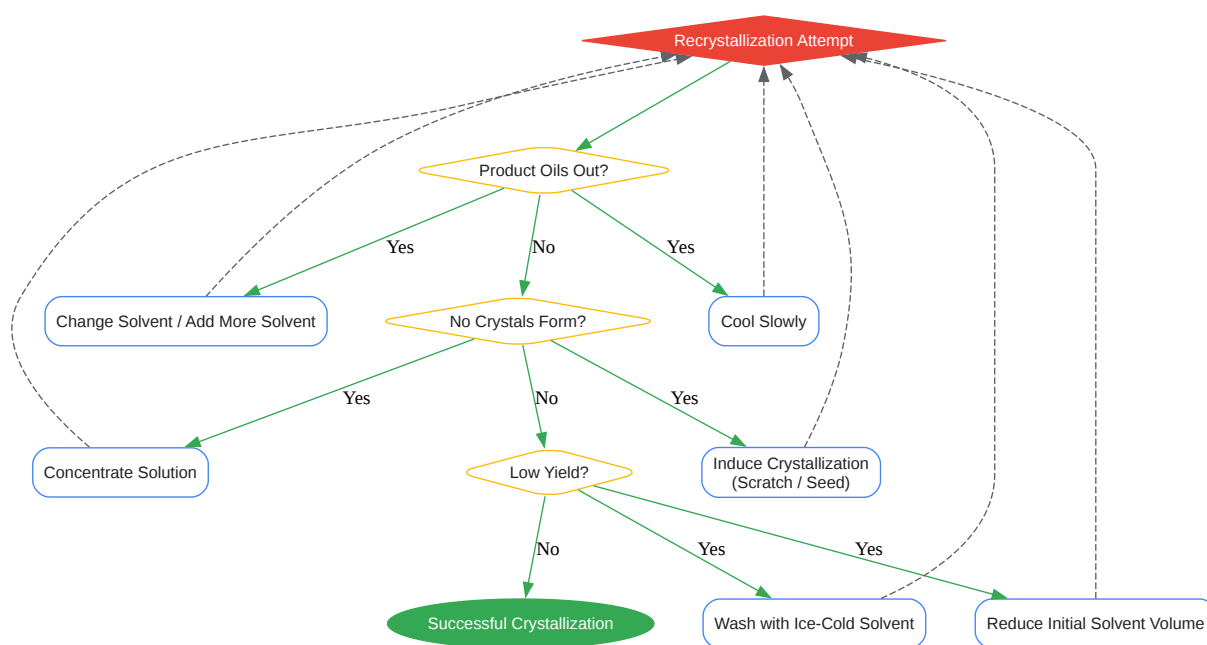 Recrystallization Attempt
Product Oils Out?
Yes
No
Yes
Change Solvent / Add More Solvent
No Crystals Form?
Cool Slowly
Yes
No
Yes
Concentrate Solution
Low Yield?
Induce Crystallization
(Scratch / Seed)
No
Yes
Yes
Successful Crystallization
Wash with Ice-Cold Solvent
Reduce Initial Solvent Volume